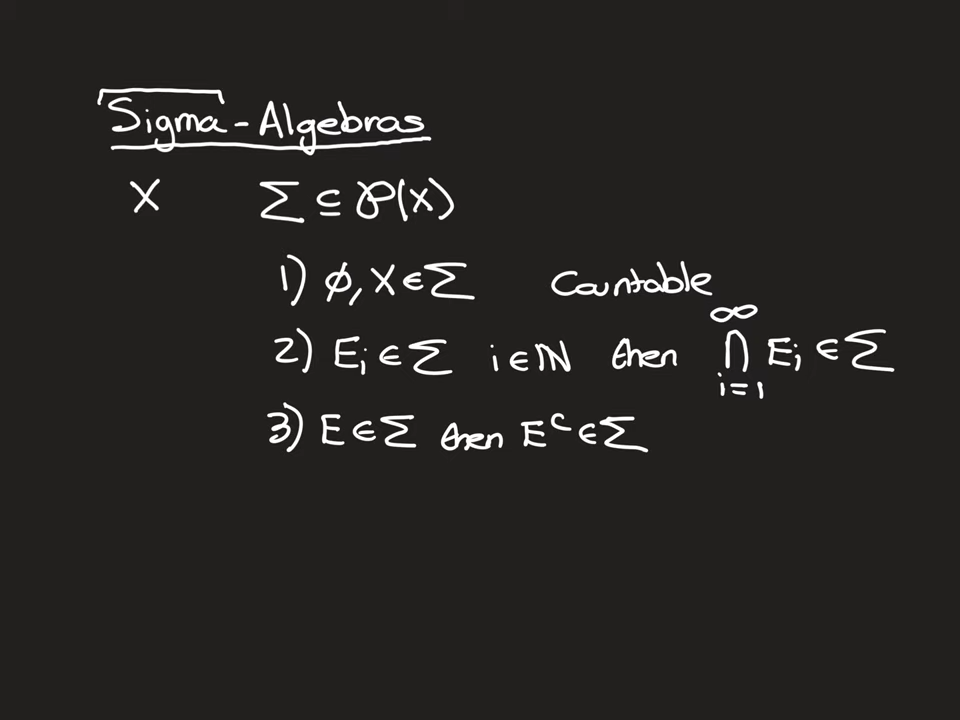 Sigma-Algebras
X Σ ⊆ ℘(X)
1) ϕ, X ∈ Σ Countable
2) Eᵢ ∈ Σ i ∈ ℕ then ⋂ᵢ₌₁^∞ Eᵢ ∈ Σ
3) E ∈ Σ then Eᶜ ∈ Σ